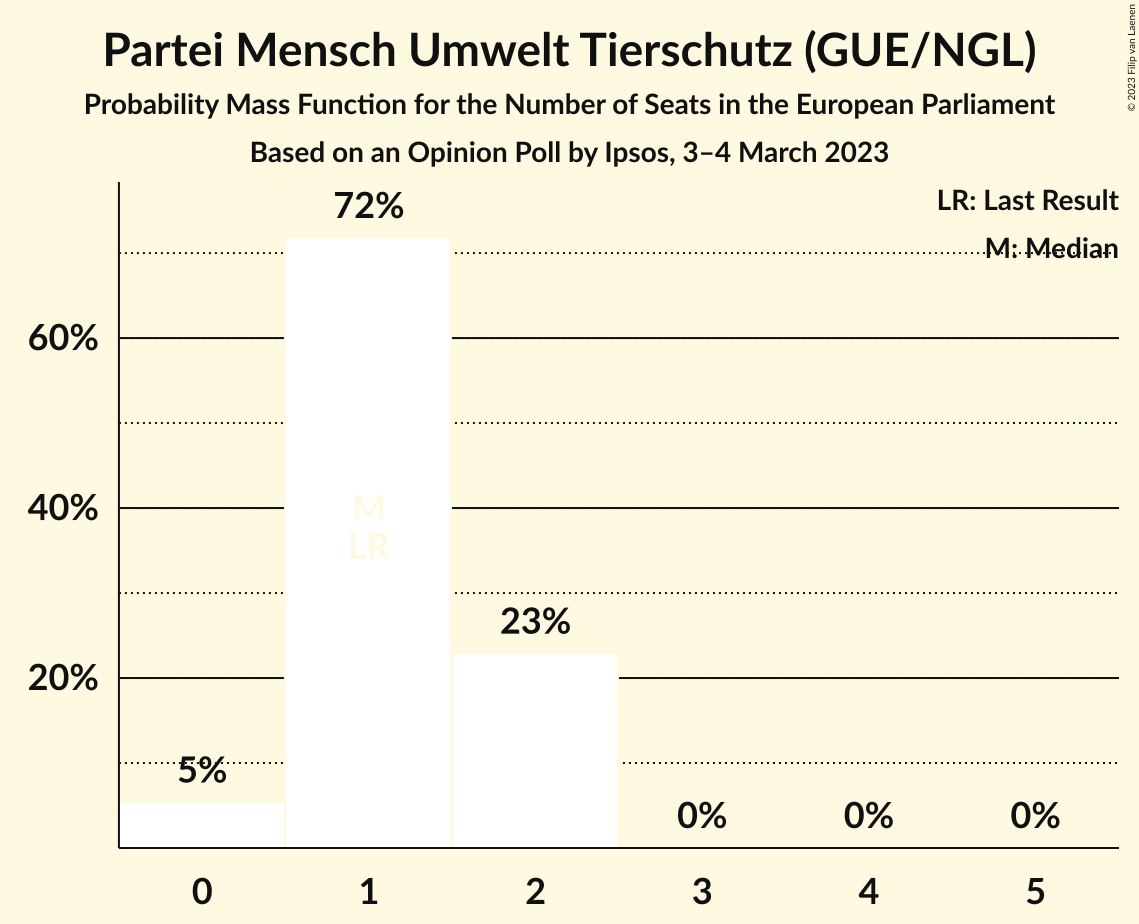 Partei Mensch Umwelt Tierschutz (GUE/NGL)
Probability Mass Function for the Number of Seats in the European Parliament
Based on an Opinion Poll by Ipsos, 3–4 March 2023
© 2023 Filip van Laenen
LR: Last Result
M: Median
72%
60%
40%
M
LR
23%
20%
5%
0%
0%
0%
0 1 2 3 4 5